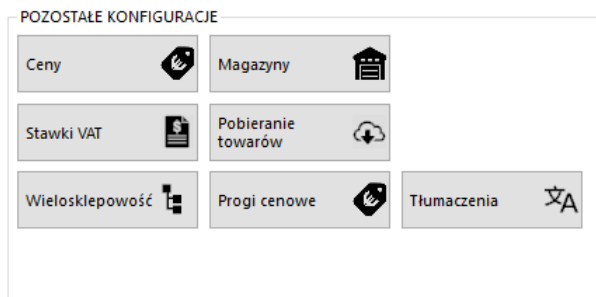 POZOSTAŁE KONFIGURACJE
Ceny
Magazyny
Stawki VAT
Pobieranie
towarów
Wielosklepowość
Progi cenowe
Tłumaczenia